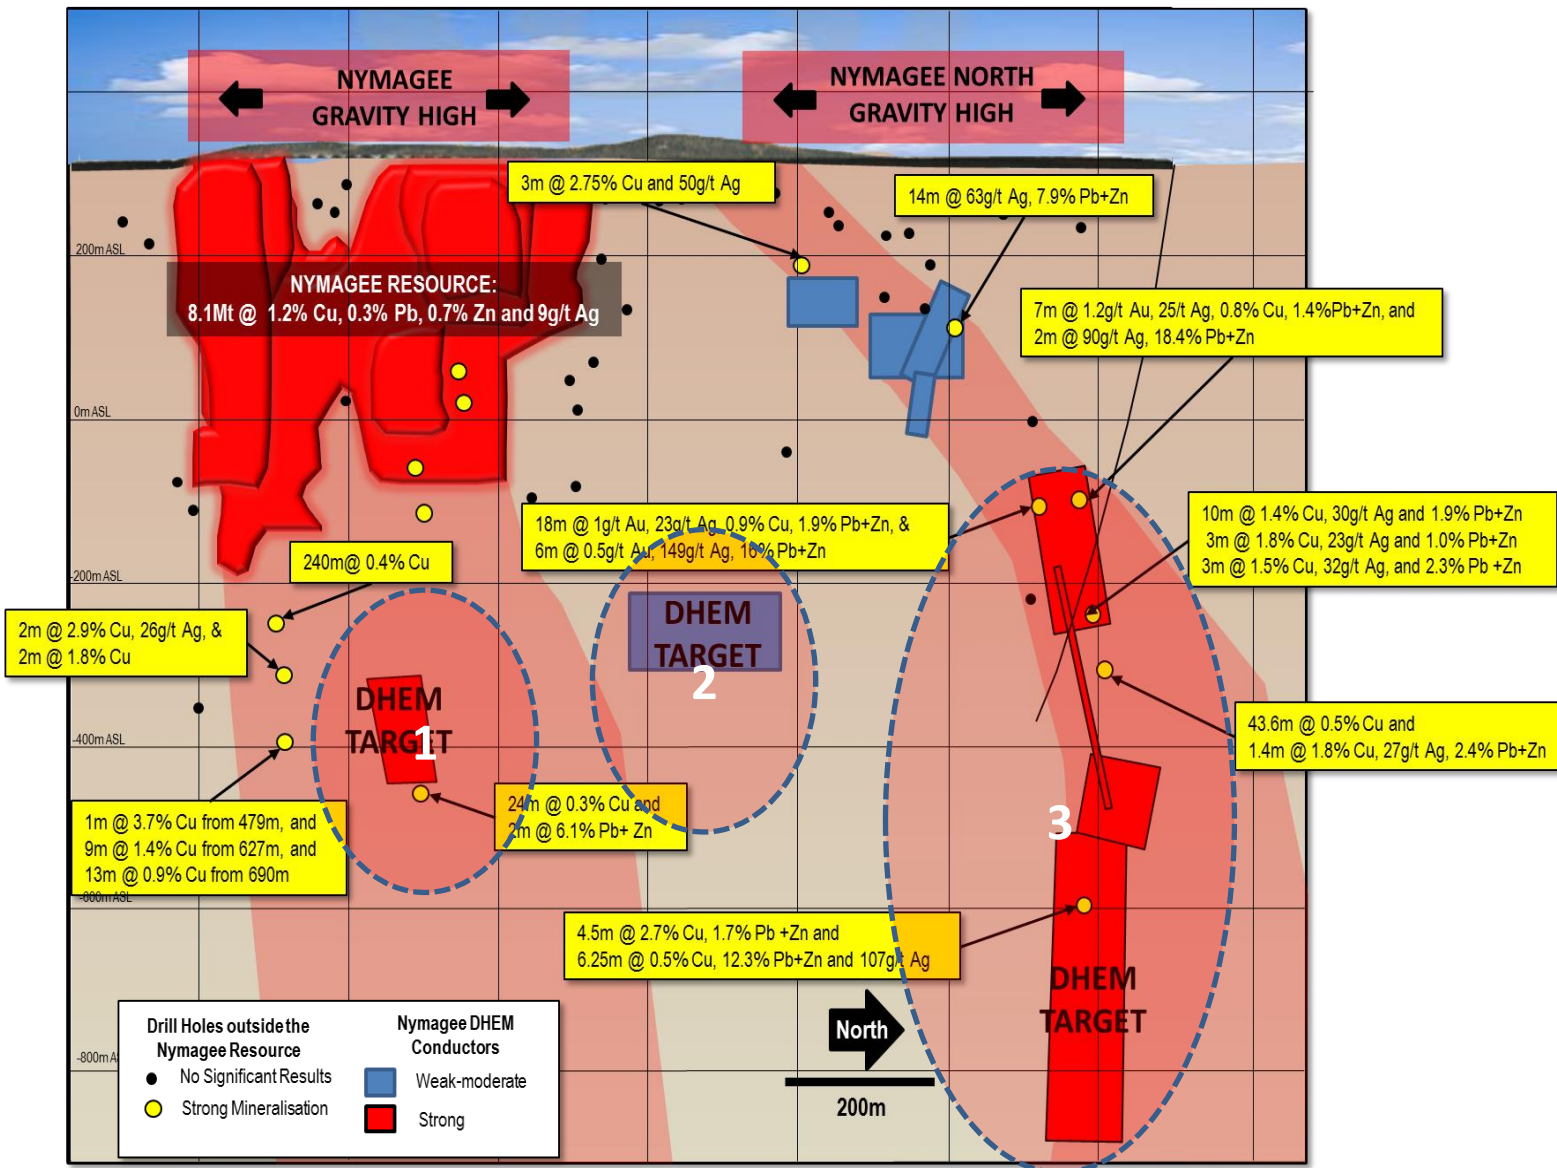 NYMAGEE
GRAVITY HIGH
NYMAGEE NORTH
GRAVITY HIGH
3m @ 2.75% Cu and 50g/t Ag
14m @ 63g/t Ag, 7.9% Pb+Zn
200m ASL
NYMAGEE RESOURCE:
8.1Mt @ 1.2% Cu, 0.3% Pb, 0.7% Zn and 9g/t Ag
7m @ 1.2g/t Au, 25/t Ag, 0.8% Cu, 1.4%Pb+Zn, and
2m @ 90g/t Ag, 18.4% Pb+Zn
0m ASL
18m @ 1g/t Au, 23g/t Ag, 0.9% Cu, 1.9% Pb+Zn, &
6m @ 0.5g/t Au, 149g/t Ag, 16% Pb+Zn
10m @ 1.4% Cu, 30g/t Ag and 1.9% Pb+Zn
3m @ 1.8% Cu, 23g/t Ag and 1.0% Pb+Zn
3m @ 1.5% Cu, 32g/t Ag, and 2.3% Pb +Zn
240m@ 0.4% Cu
-200m ASL
2m @ 2.9% Cu, 26g/t Ag, &
2m @ 1.8% Cu
DHEM
TARGET
2
DHEM
TARGET
1
-400m ASL
43.6m @ 0.5% Cu and
1.4m @ 1.8% Cu, 27g/t Ag, 2.4% Pb+Zn
24m @ 0.3% Cu and
2m @ 6.1% Pb+ Zn
1m @ 3.7% Cu from 479m, and
9m @ 1.4% Cu from 627m, and
13m @ 0.9% Cu from 690m
3
-600m ASL
4.5m @ 2.7% Cu, 1.7% Pb +Zn and
6.25m @ 0.5% Cu, 12.3% Pb+Zn and 107g/t Ag
DHEM
TARGET
North
200m
-800m A
Drill Holes outside the
Nymagee Resource
No Significant Results
Strong Mineralisation
Nymagee DHEM
Conductors
Weak-moderate
Strong